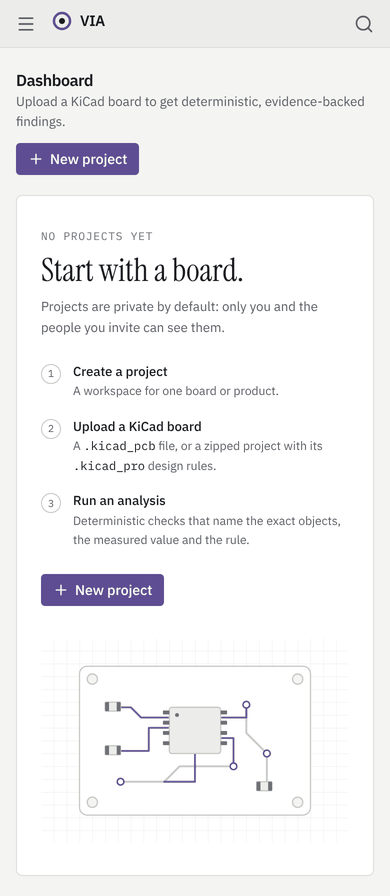 VIA
Dashboard
Upload a KiCad board to get deterministic, evidence-backed
findings.
+ New project
NO PROJECTS YET
Start with a board.
Projects are private by default: only you and the
people you invite can see them.
1 Create a project
A workspace for one board or product.
2 Upload a KiCad board
A .kicad_pcb file, or a zipped project with its
.kicad_pro design rules.
3 Run an analysis
Deterministic checks that name the exact objects,
the measured value and the rule.
+ New project